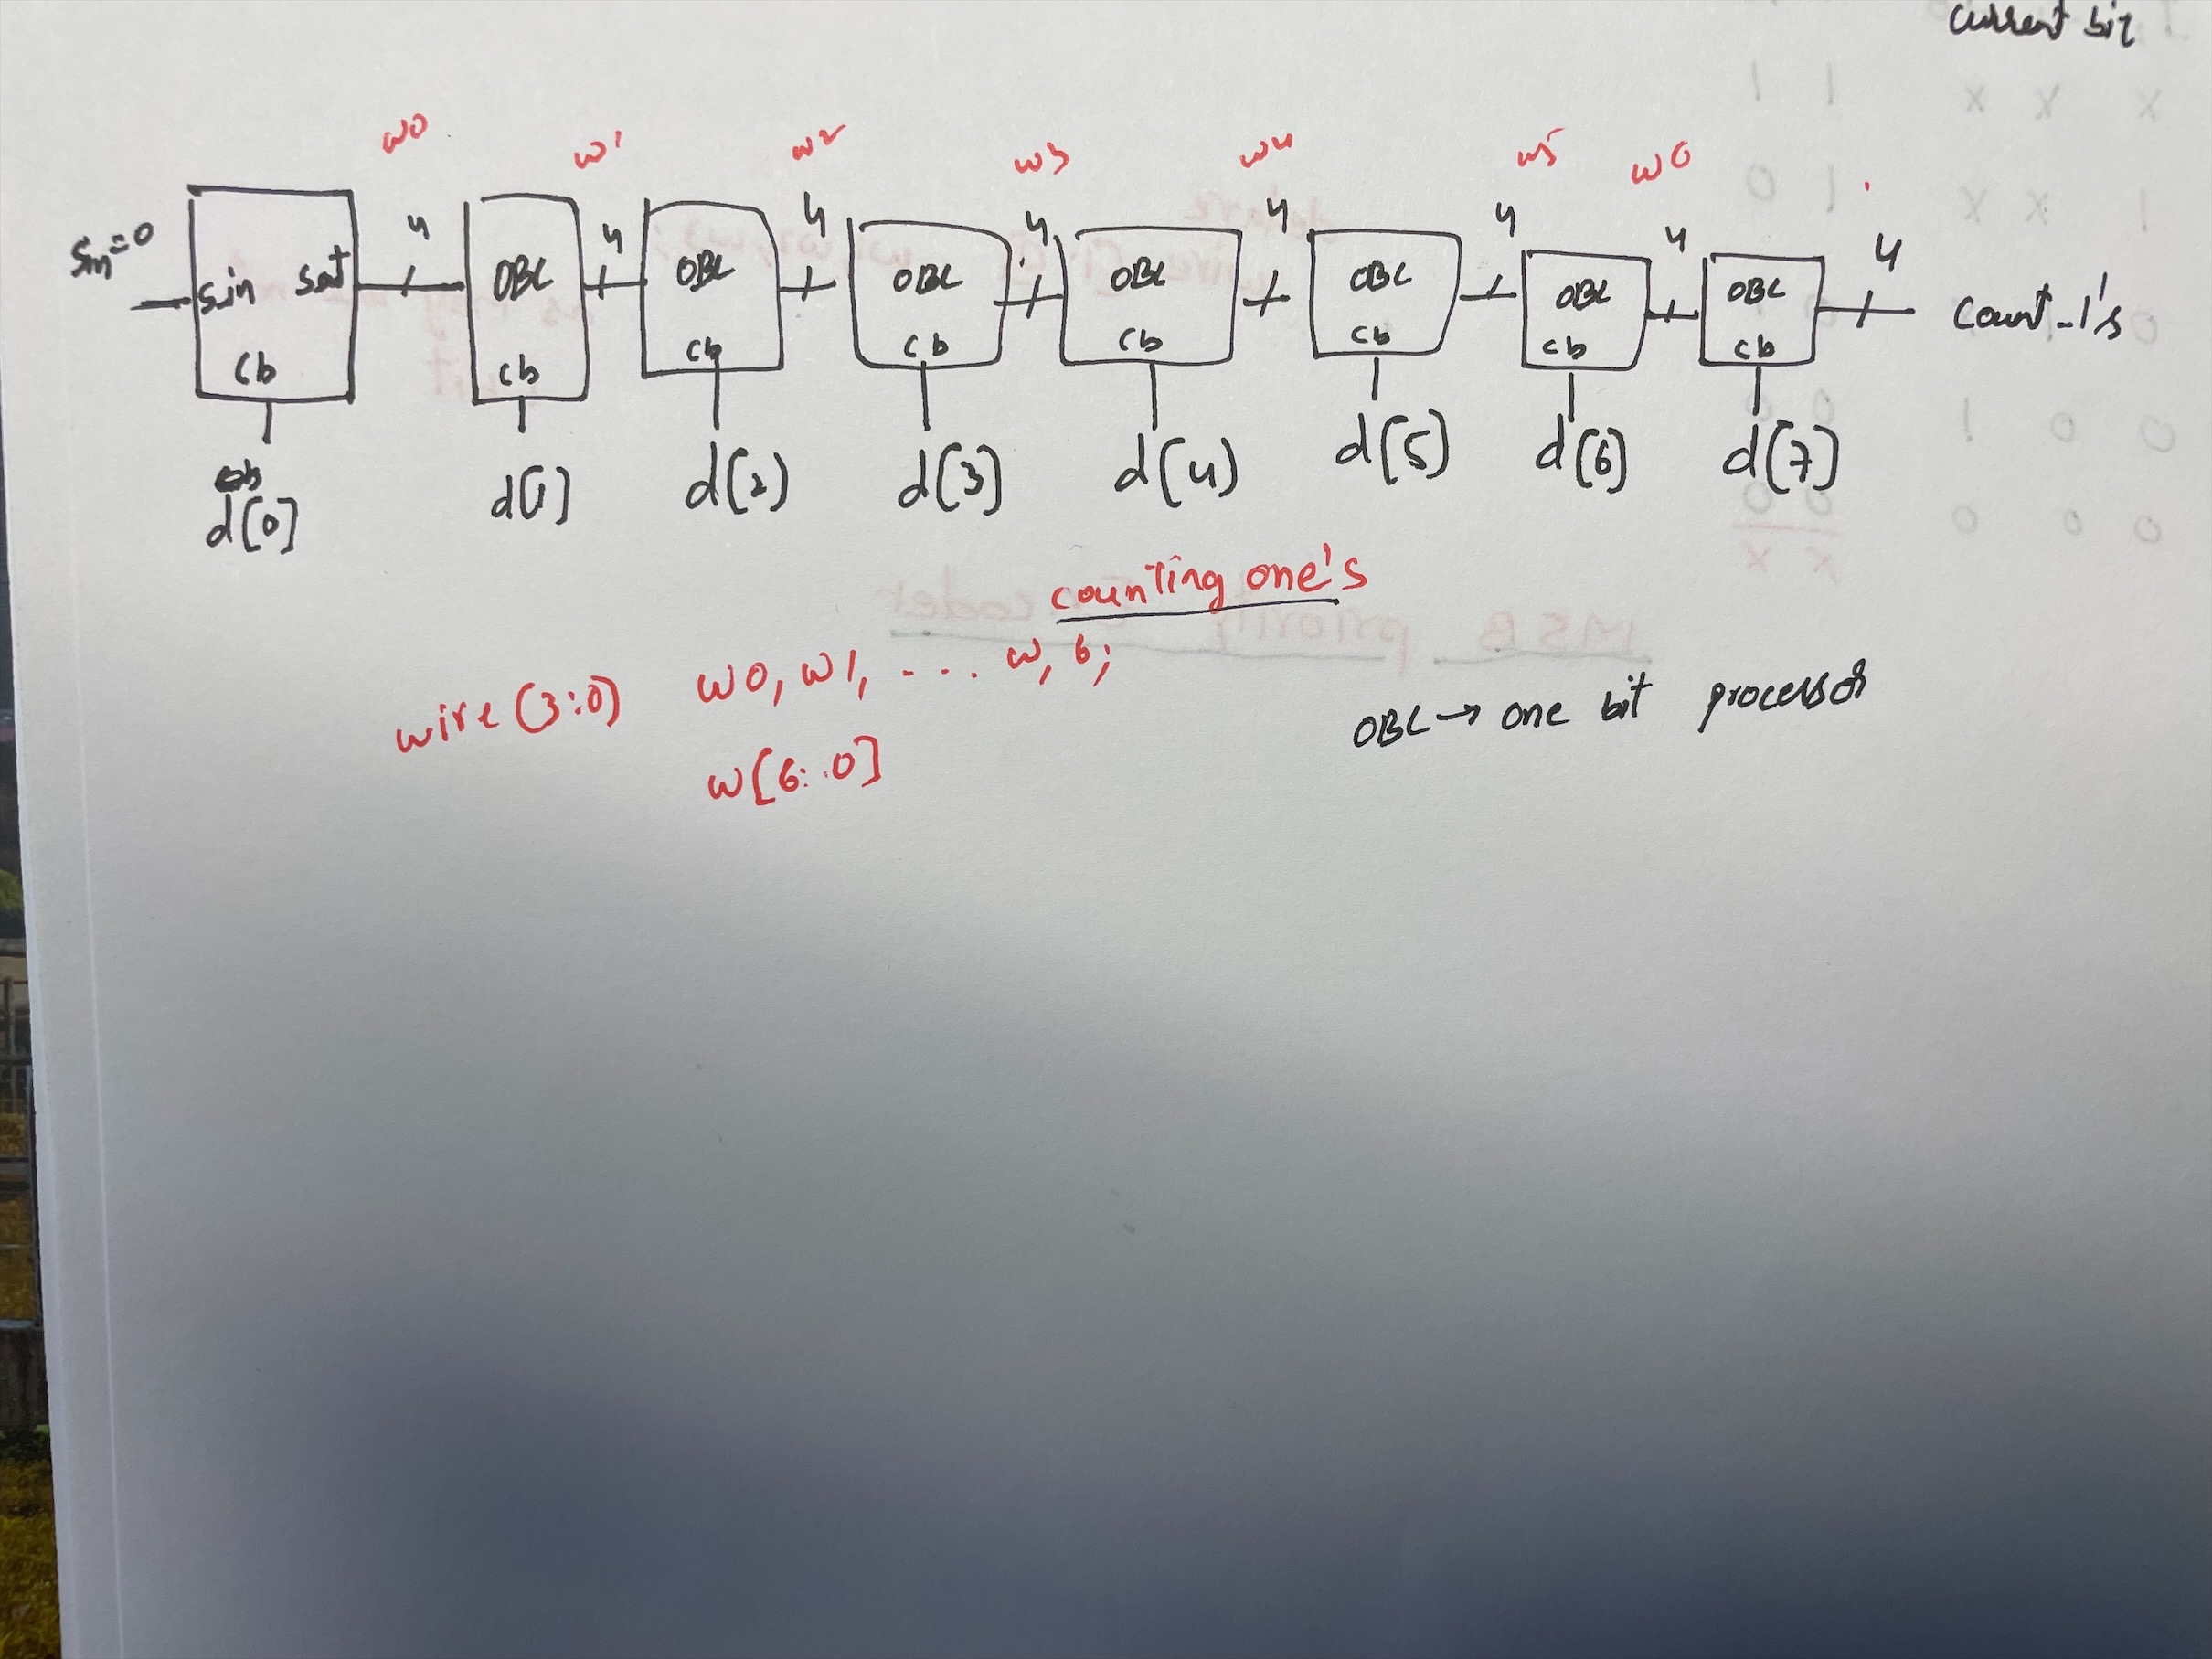 current bit
w0 w1 w2 w3 w4 w5 w6
4 4 4 4 4 4 4 4
Sin=0 sin sout OBL OBL OBL OBL OBL OBL OBL count_1's
cb cb cb cb cb cb cb cb
d[0] d[1] d[2] d[3] d[4] d[5] d[6] d[7]
counting one's
wire (3:0) w0, w1, .... w, 6;
w[6:0]
OBL → one bit processor